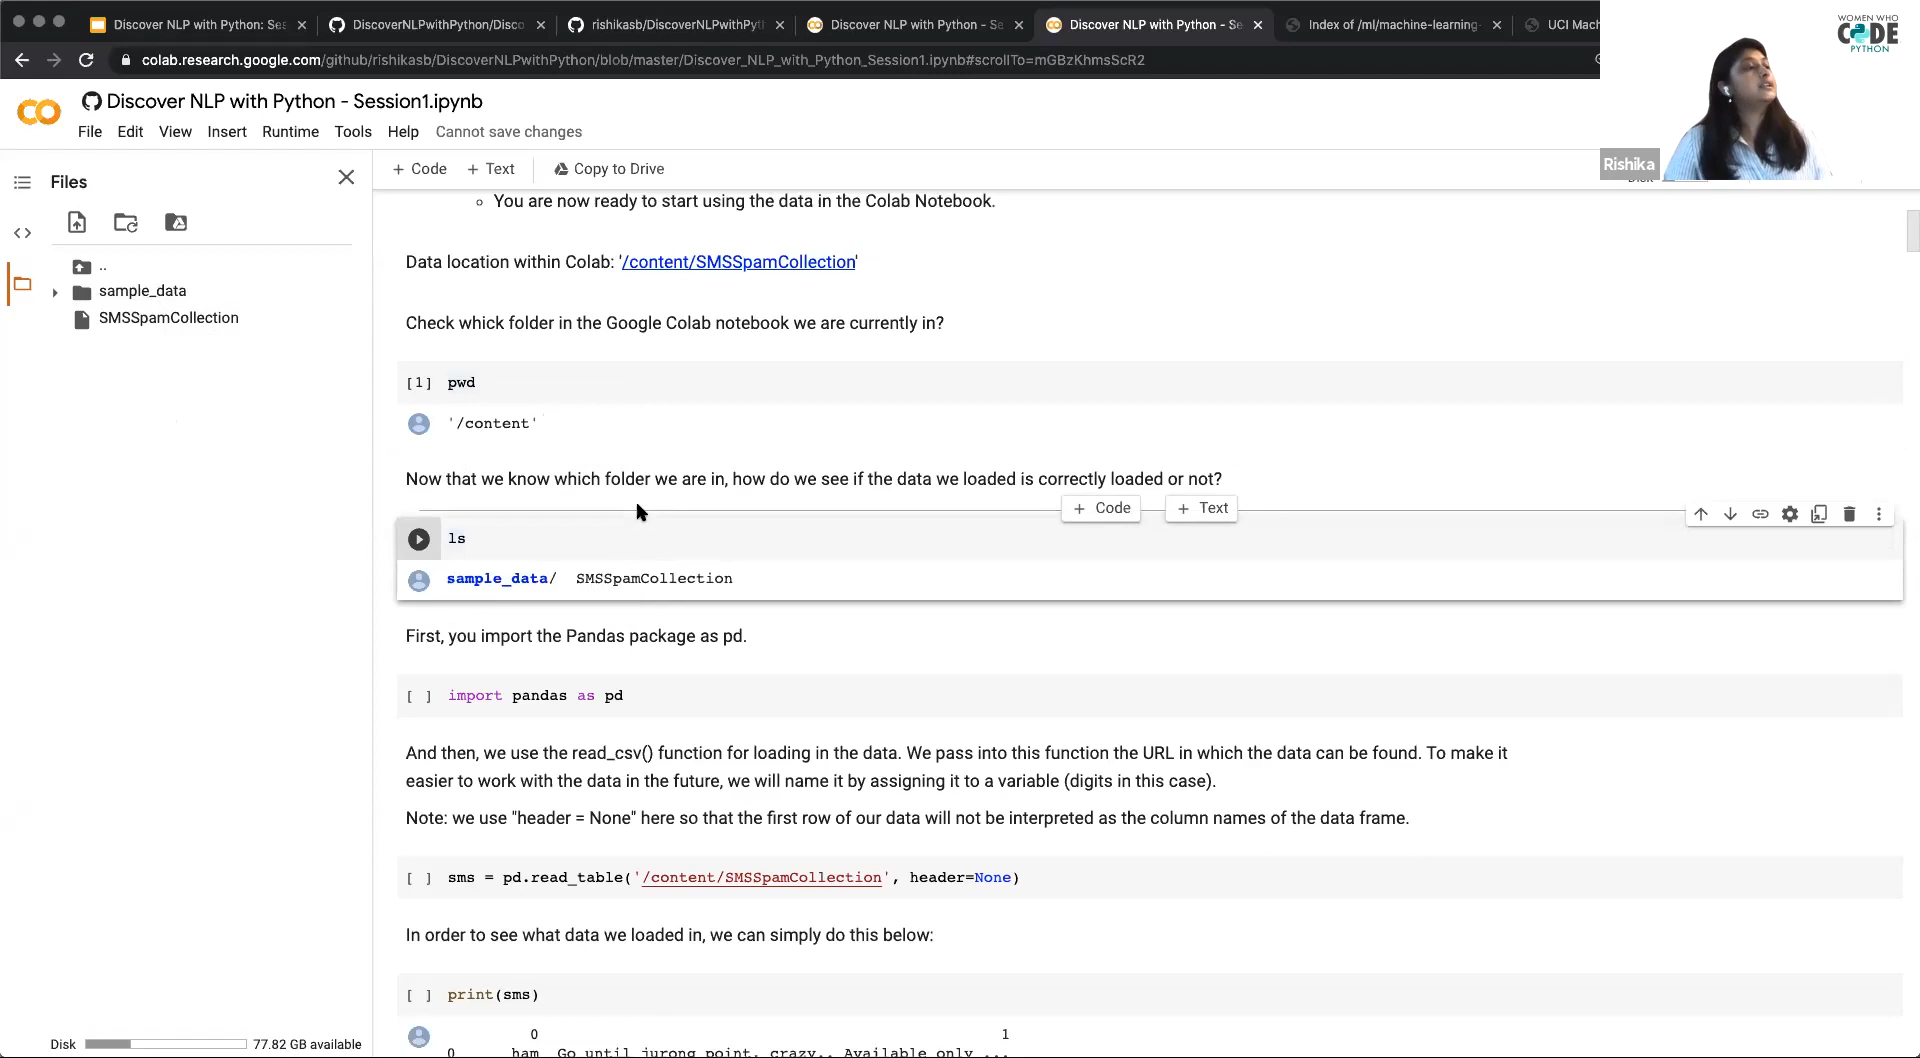 Discover NLP with Python: Ses
DiscoverNLPwithPython/Disco
rishikasb/DiscoverNLPwithPyth
Discover NLP with Python - Se
Discover NLP with Python - Se
Index of /ml/machine-learning-
UCI Mach
colab.research.google.com/github/rishikasb/DiscoverNLPwithPython/blob/master/Discover_NLP_with_Python_Session1.ipynb#scrollTo=mGBzKhmsScR2
WOMEN WHO
CODE
PYTHON
Rishika
Discover NLP with Python - Session1.ipynb
File Edit View Insert Runtime Tools Help Cannot save changes
Files
+ Code + Text Copy to Drive
Disk
..
sample_data
SMSSpamCollection
You are now ready to start using the data in the Colab Notebook.
Data location within Colab: '/content/SMSSpamCollection'
Check whick folder in the Google Colab notebook we are currently in?
[1] pwd
'/content'
Now that we know which folder we are in, how do we see if the data we loaded is correctly loaded or not?
+ Code + Text
ls
sample_data/ SMSSpamCollection
First, you import the Pandas package as pd.
[ ] import pandas as pd
And then, we use the read_csv() function for loading in the data. We pass into this function the URL in which the data can be found. To make it
easier to work with the data in the future, we will name it by assigning it to a variable (digits in this case).
Note: we use "header = None" here so that the first row of our data will not be interpreted as the column names of the data frame.
[ ] sms = pd.read_table('/content/SMSSpamCollection', header=None)
In order to see what data we loaded in, we can simply do this below:
[ ] print(sms)
0 1
0 ham Go until jurong point, crazy.. Available only ...
Disk 77.82 GB available